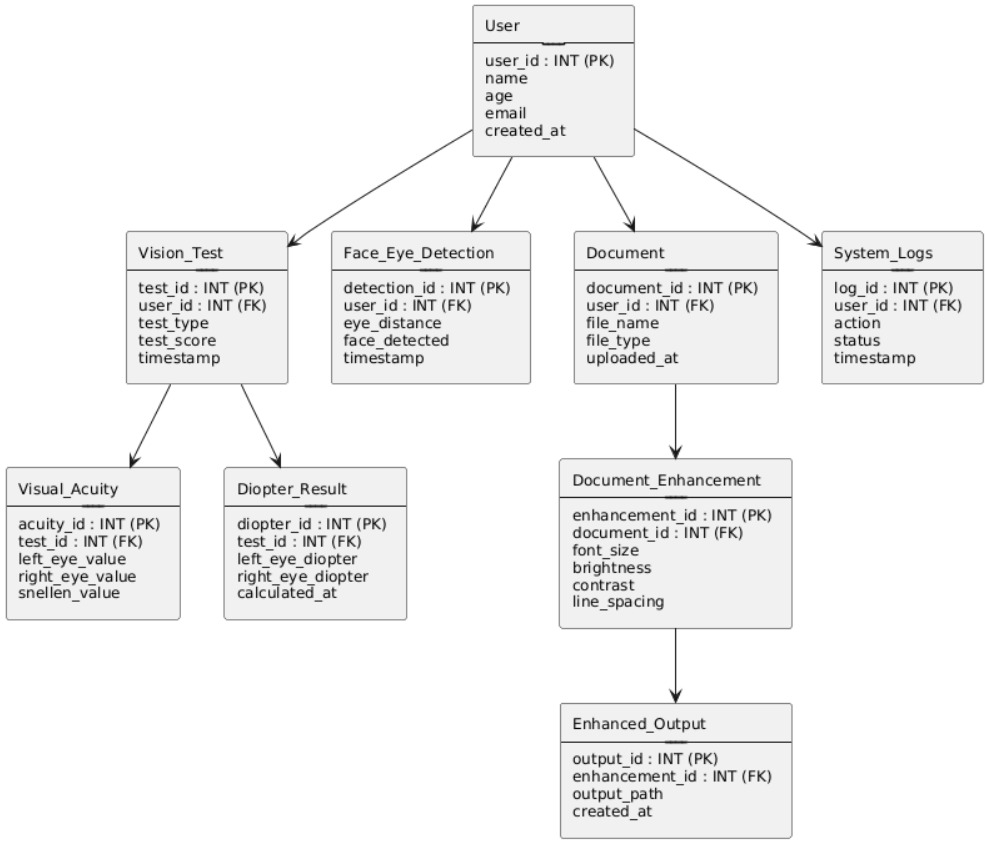 User
user_id : INT (PK)
name
age
email
created_at
Vision_Test
test_id : INT (PK)
user_id : INT (FK)
test_type
test_score
timestamp
Face_Eye_Detection
detection_id : INT (PK)
user_id : INT (FK)
eye_distance
face_detected
timestamp
Document
document_id : INT (PK)
user_id : INT (FK)
file_name
file_type
uploaded_at
System_Logs
log_id : INT (PK)
user_id : INT (FK)
action
status
timestamp
Visual_Acuity
acuity_id : INT (PK)
test_id : INT (FK)
left_eye_value
right_eye_value
snellen_value
Diopter_Result
diopter_id : INT (PK)
test_id : INT (FK)
left_eye_diopter
right_eye_diopter
calculated_at
Document_Enhancement
enhancement_id : INT (PK)
document_id : INT (FK)
font_size
brightness
contrast
line_spacing
Enhanced_Output
output_id : INT (PK)
enhancement_id : INT (FK)
output_path
created_at